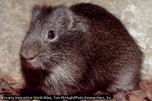 Encarta Interactive World Atlas, Tom McHugh/Photo Researchers, Inc.